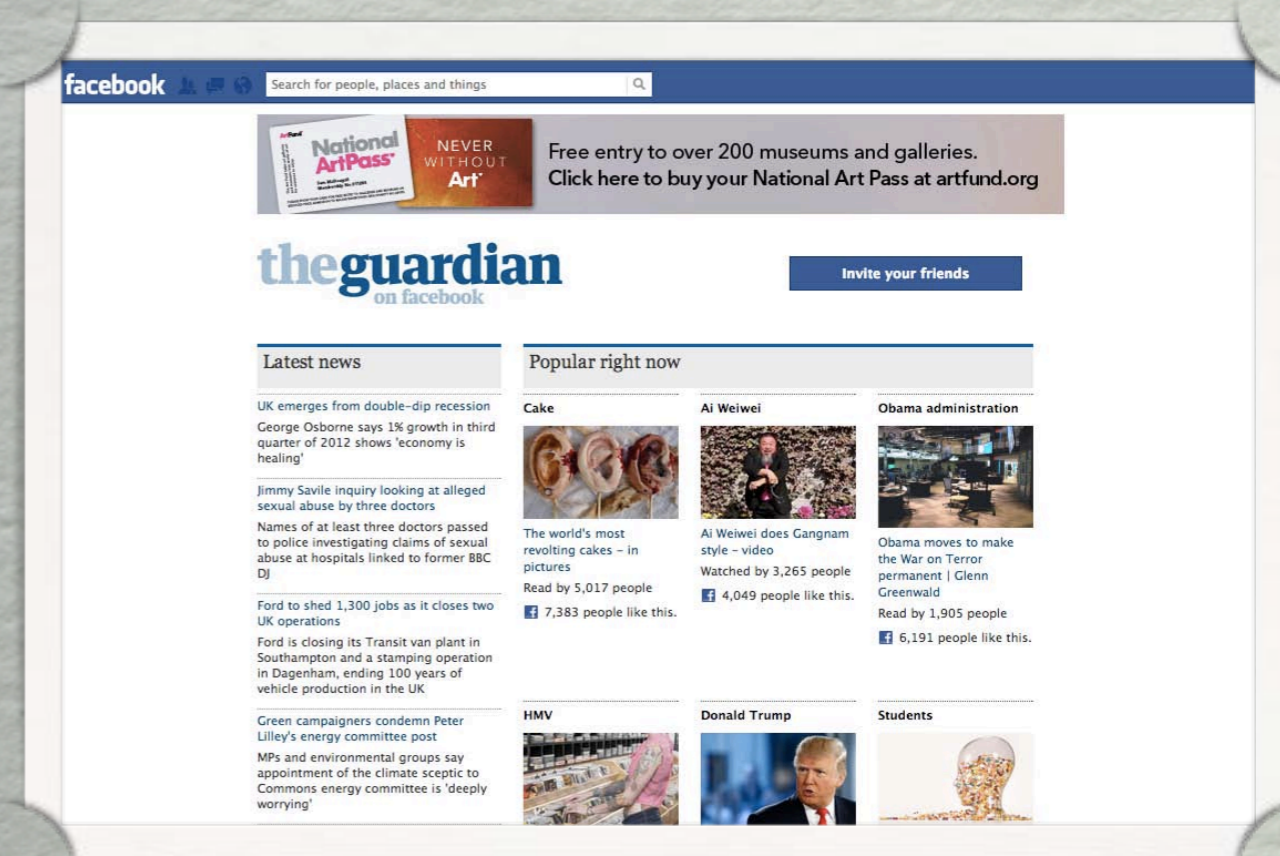 facebook
Search for people, places and things
ArtFund
National
ArtPass
NEVER
WITHOUT
Art
Free entry to over 200 museums and galleries.
Click here to buy your National Art Pass at artfund.org
theguardian
on facebook
Invite your friends
Latest news
UK emerges from double-dip recession
George Osborne says 1% growth in third
quarter of 2012 shows 'economy is
healing'
Jimmy Savile inquiry looking at alleged
sexual abuse by three doctors
Names of at least three doctors passed
to police investigating claims of sexual
abuse at hospitals linked to former BBC
DJ
Ford to shed 1,300 jobs as it closes two
UK operations
Ford is closing its Transit van plant in
Southampton and a stamping operation
in Dagenham, ending 100 years of
vehicle production in the UK
Green campaigners condemn Peter
Lilley's energy committee post
MPs and environmental groups say
appointment of the climate sceptic to
Commons energy committee is 'deeply
worrying'
Popular right now
Cake
The world's most
revolting cakes – in
pictures
Read by 5,017 people
7,383 people like this.
Ai Weiwei
Ai Weiwei does Gangnam
style – video
Watched by 3,265 people
4,049 people like this.
Obama administration
Obama moves to make
the War on Terror
permanent | Glenn
Greenwald
Read by 1,905 people
6,191 people like this.
HMV
Donald Trump
Students